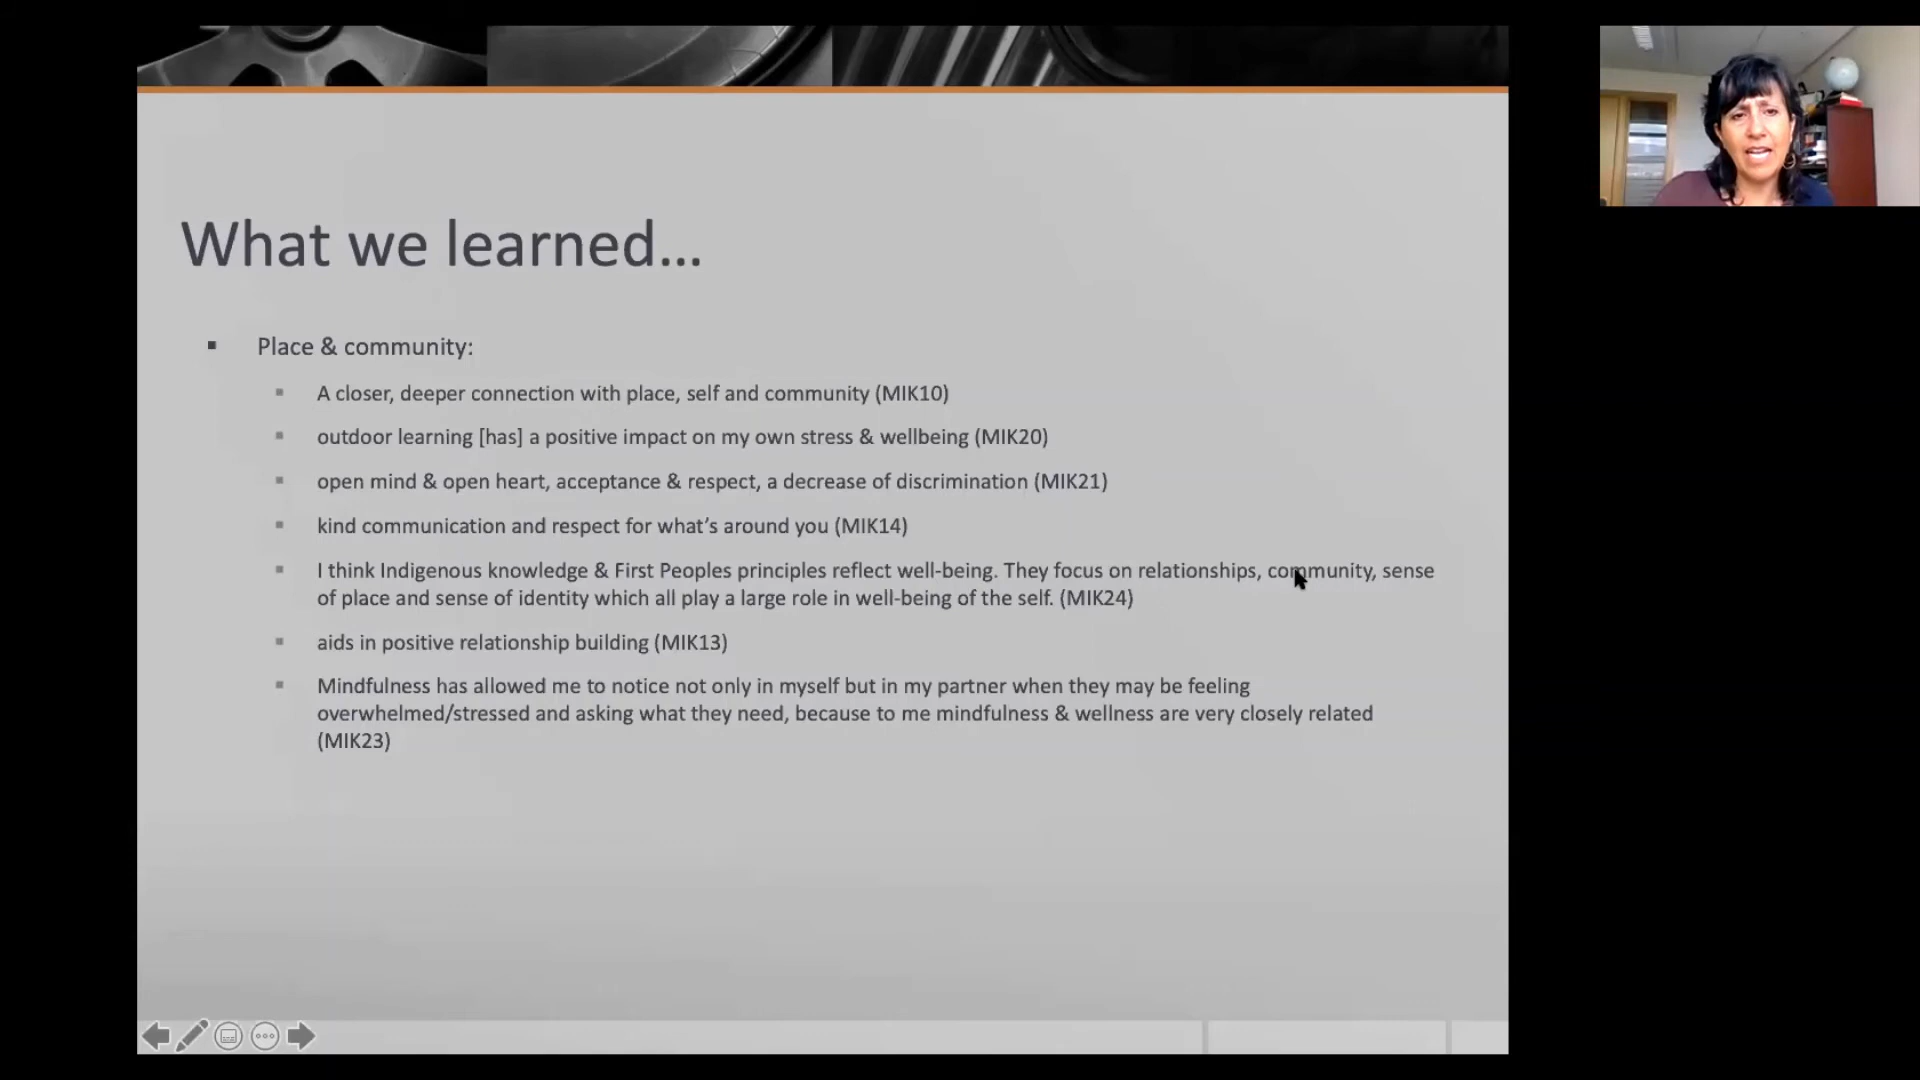 What we learned...
Place & community:
A closer, deeper connection with place, self and community (MIK10)
outdoor learning [has] a positive impact on my own stress & wellbeing (MIK20)
open mind & open heart, acceptance & respect, a decrease of discrimination (MIK21)
kind communication and respect for what's around you (MIK14)
I think Indigenous knowledge & First Peoples principles reflect well-being. They focus on relationships, community, sense
of place and sense of identity which all play a large role in well-being of the self. (MIK24)
aids in positive relationship building (MIK13)
Mindfulness has allowed me to notice not only in myself but in my partner when they may be feeling
overwhelmed/stressed and asking what they need, because to me mindfulness & wellness are very closely related
(MIK23)